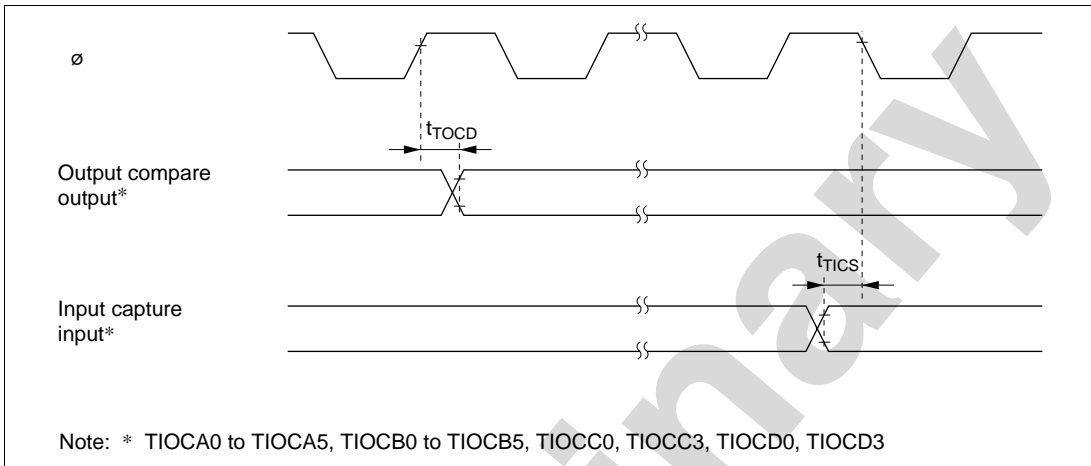 ø
tTOCD
Output compare
output*
tTICS
Input capture
input*
Note: * TIOCA0 to TIOCA5, TIOCB0 to TIOCB5, TIOCC0, TIOCC3, TIOCD0, TIOCD3
inary